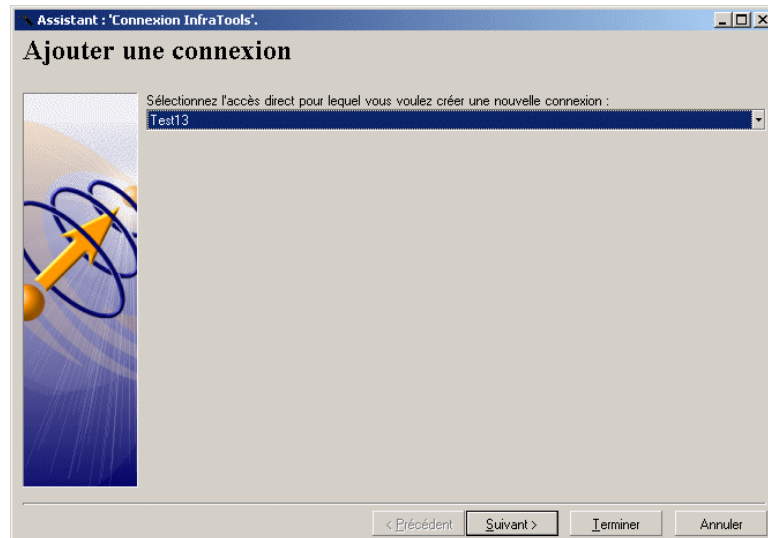 Assistant : 'Connexion InfraTools'.
Ajouter une connexion
Sélectionnez l'accès direct pour lequel vous voulez créer une nouvelle connexion :
Test13
< Précédent Suivant > Terminer Annuler